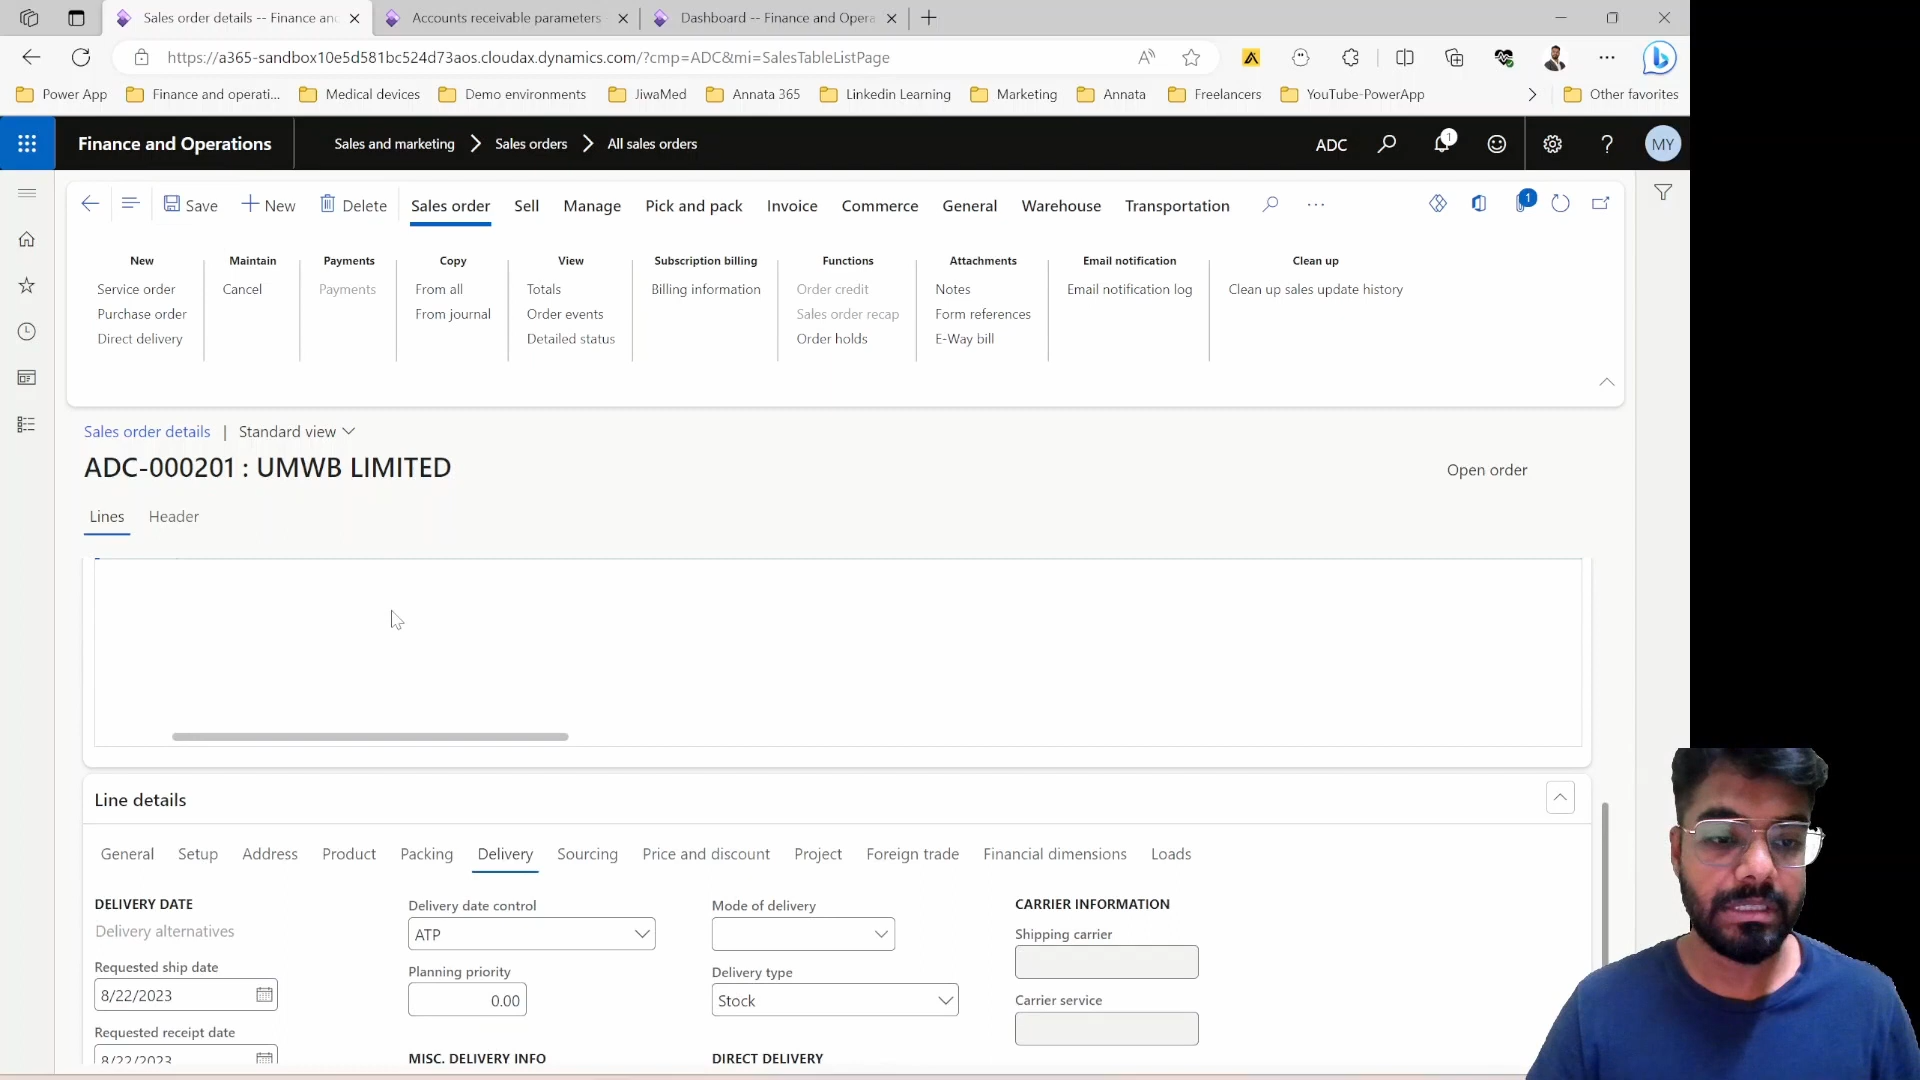 Sales order details -- Finance and
Accounts receivable parameters
Dashboard -- Finance and Opera
https://a365-sandbox10e5d581bc524d73aos.cloudax.dynamics.com/?cmp=ADC&mi=SalesTableListPage
Power App
Finance and operati...
Medical devices
Demo environments
JiwaMed
Annata 365
Linkedin Learning
Marketing
Annata
Freelancers
YouTube-PowerApp
Other favorites
Finance and Operations
Sales and marketing
Sales orders
All sales orders
ADC
1
?
MY
Save
New
Delete
Sales order
Sell
Manage
Pick and pack
Invoice
Commerce
General
Warehouse
Transportation
...
1
New
Service order
Purchase order
Direct delivery
Maintain
Cancel
Payments
Payments
Copy
From all
From journal
View
Totals
Order events
Detailed status
Subscription billing
Billing information
Functions
Order credit
Sales order recap
Order holds
Attachments
Notes
Form references
E-Way bill
Email notification
Email notification log
Clean up
Clean up sales update history
Sales order details | Standard view
ADC-000201 : UMWB LIMITED
Open order
Lines
Header
Line details
General
Setup
Address
Product
Packing
Delivery
Sourcing
Price and discount
Project
Foreign trade
Financial dimensions
Loads
DELIVERY DATE
Delivery alternatives
Requested ship date
8/22/2023
Requested receipt date
8/22/2023
Delivery date control
ATP
Planning priority
0.00
MISC. DELIVERY INFO
Mode of delivery
Delivery type
Stock
DIRECT DELIVERY
CARRIER INFORMATION
Shipping carrier
Carrier service